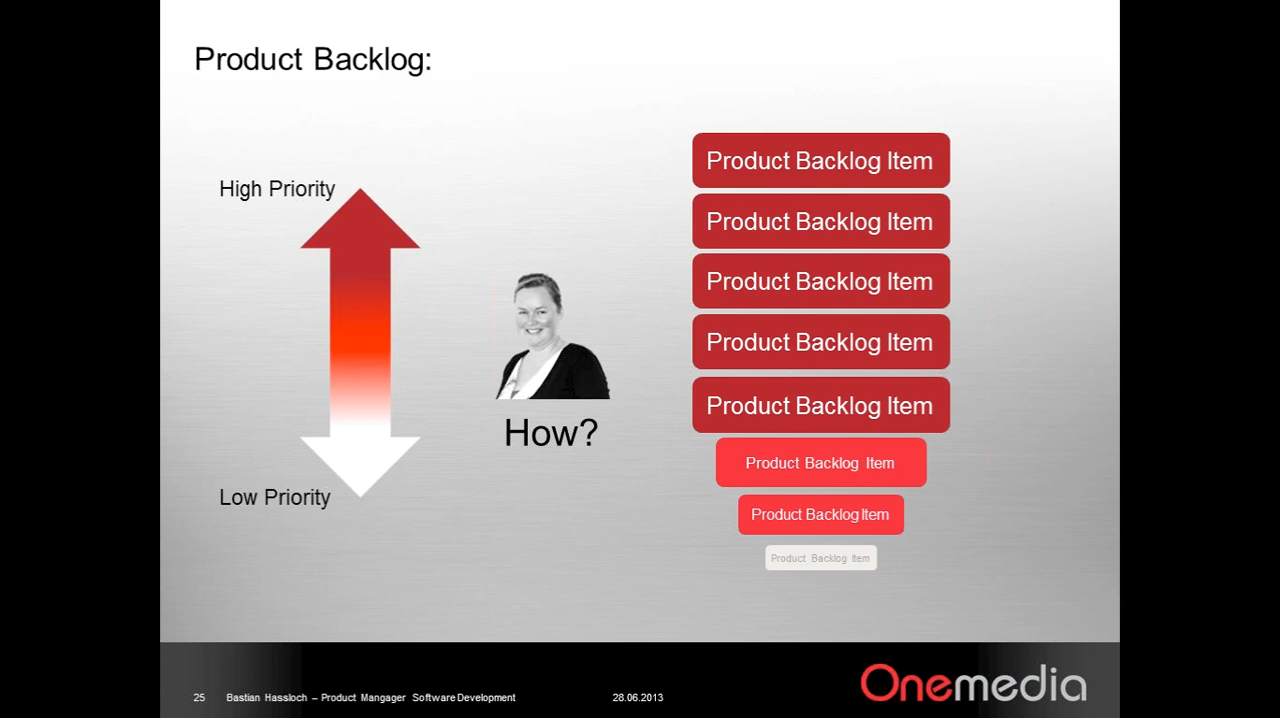 Product Backlog:
High Priority
Low Priority
How?
Product Backlog Item
Product Backlog Item
Product Backlog Item
Product Backlog Item
Product Backlog Item
Product Backlog Item
Product Backlog Item
Product Backlog Item
25 Bastian Hassloch – Product Mangager Software Development 28.06.2013
Onemedia